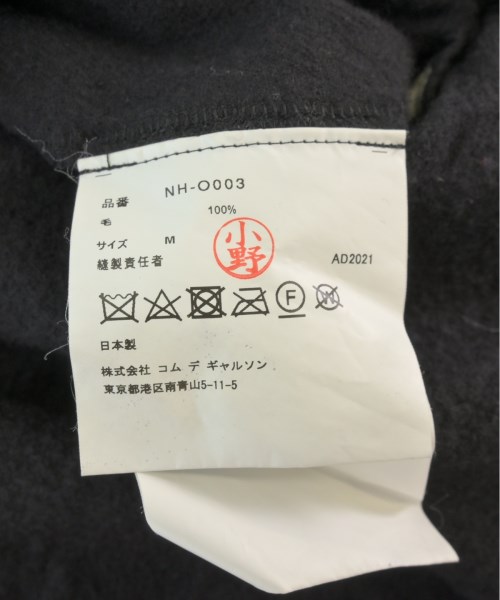 品番 NH-O003
毛 100%
サイズ M
縫製責任者 小野 AD2021
F W
日本製
株式会社 コム デ ギャルソン
東京都港区南青山5-11-5